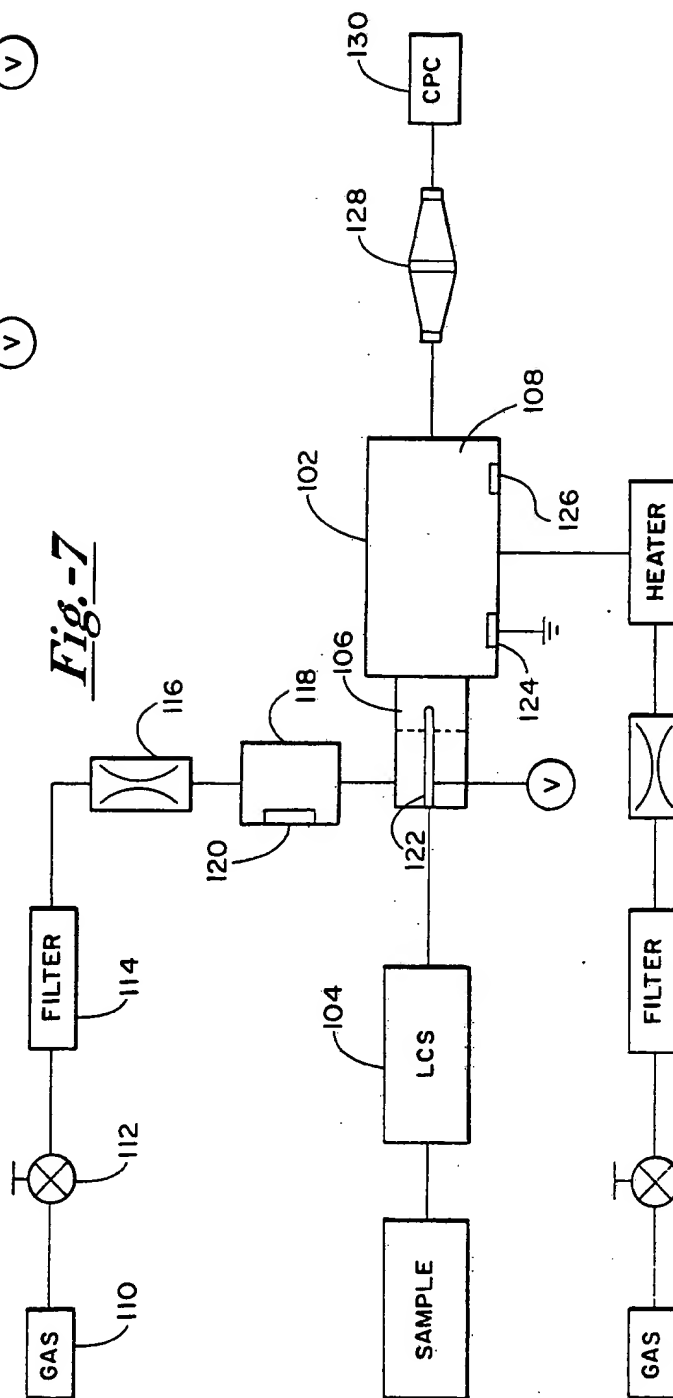 V
V
Fig.-7
GAS
110
112
FILTER
114
116
118
120
SAMPLE
LCS
104
122
V
106
102
124
126
108
128
CPC
130
GAS
FILTER
HEATER